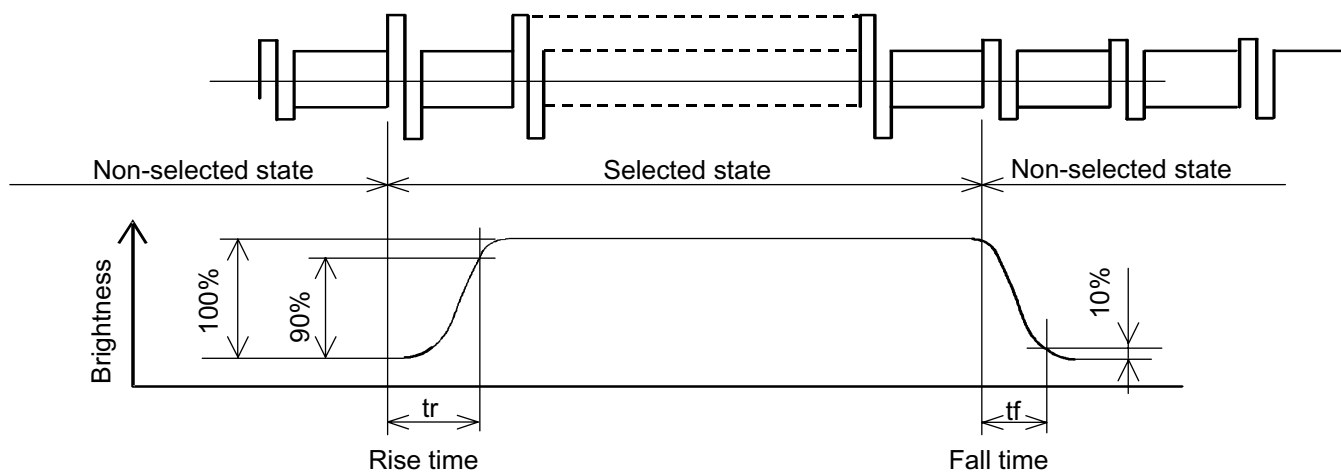 Non-selected state
Selected state
Non-selected state
Brightness
100%
90%
10%
tr
tf
Rise time
Fall time